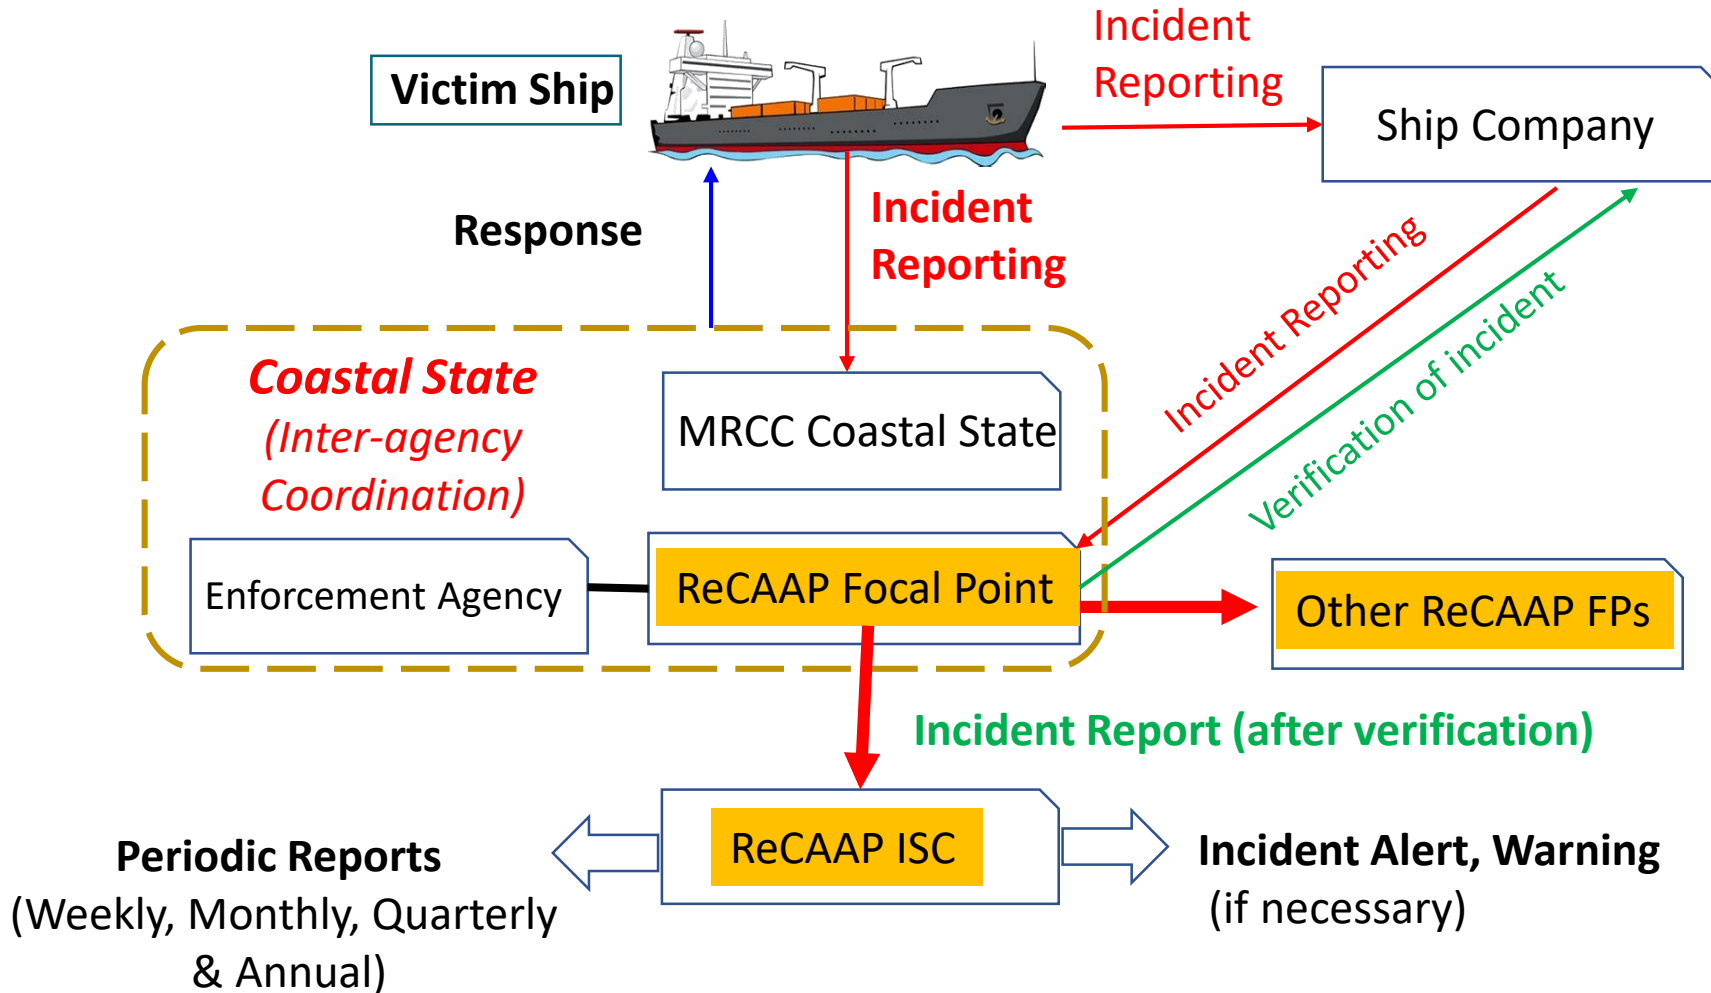 Incident
Reporting
Victim Ship
Ship Company
Incident
Reporting
Response
Incident Reporting
Verification of incident
Coastal State
(Inter-agency
Coordination)
MRCC Coastal State
Enforcement Agency
ReCAAP Focal Point
Other ReCAAP FPs
Incident Report (after verification)
ReCAAP ISC
Periodic Reports
(Weekly, Monthly, Quarterly
& Annual)
Incident Alert, Warning
(if necessary)